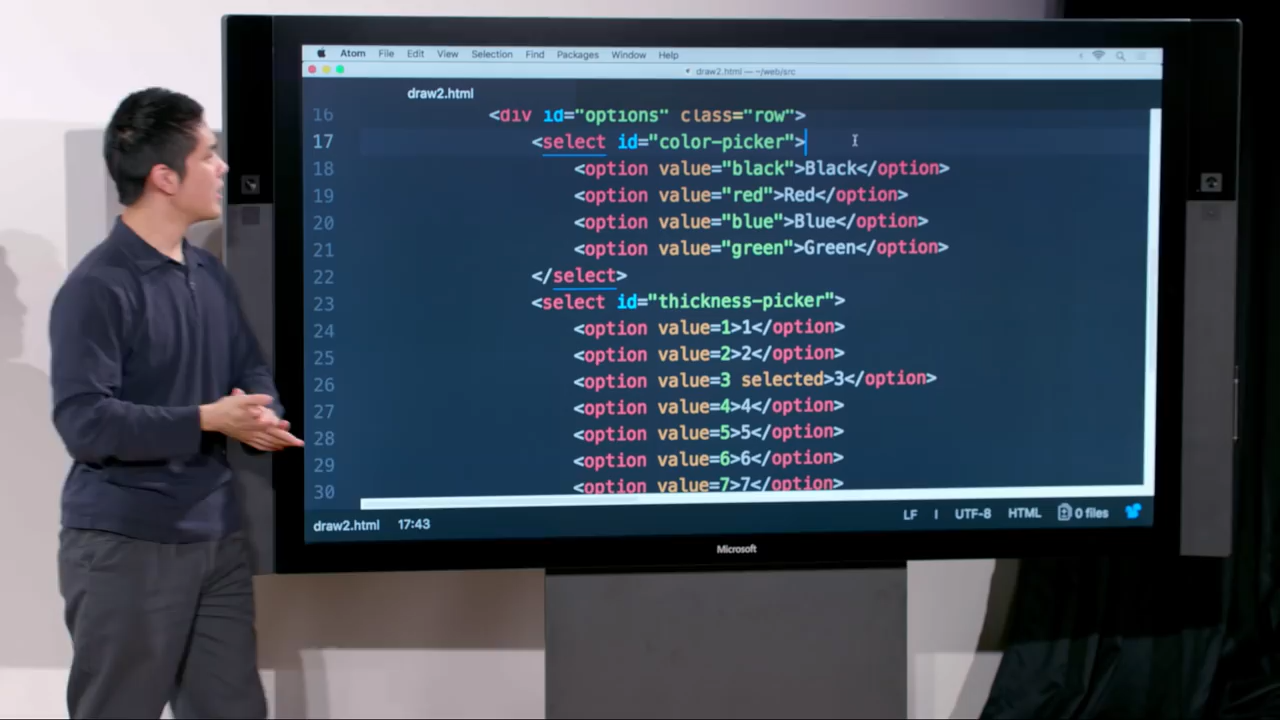 Atom File Edit View Selection Find Packages Window Help
draw2.html — ~/web/src
draw2.html
16 <div id="options" class="row">
17 <select id="color-picker">
18 <option value="black">Black</option>
19 <option value="red">Red</option>
20 <option value="blue">Blue</option>
21 <option value="green">Green</option>
22 </select>
23 <select id="thickness-picker">
24 <option value=1>1</option>
25 <option value=2>2</option>
26 <option value=3 selected>3</option>
27 <option value=4>4</option>
28 <option value=5>5</option>
29 <option value=6>6</option>
30 <option value=7>7</option>
draw2.html 17:43 LF UTF-8 HTML 0 files
Microsoft